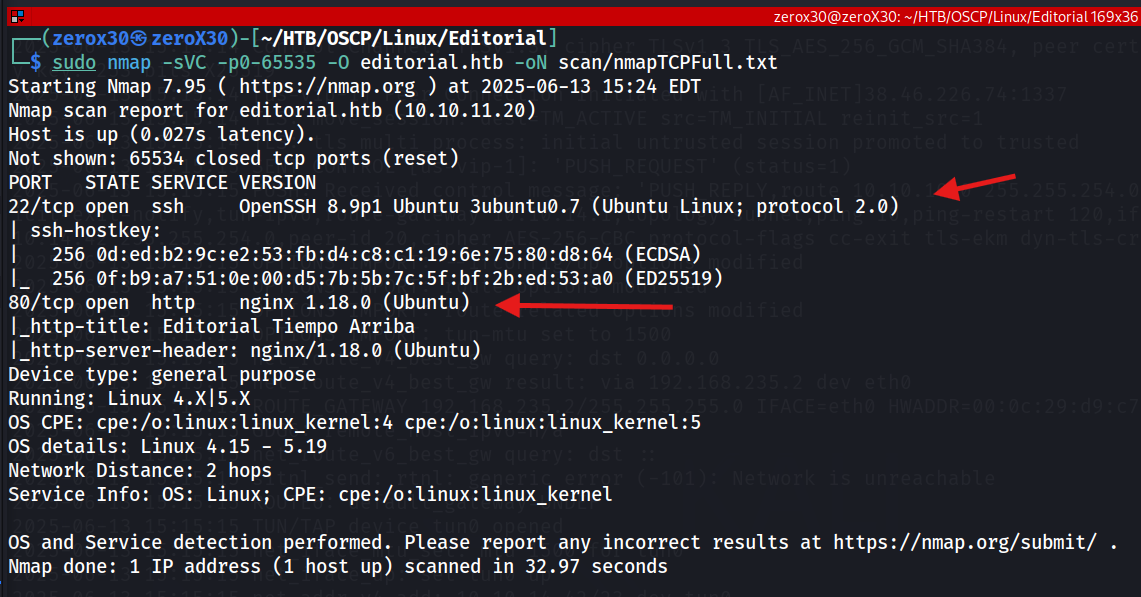 zerox30@zeroX30: ~/HTB/OSCP/Linux/Editorial 169x36
┌──(zerox30㉿zeroX30)-[~/HTB/OSCP/Linux/Editorial]
└─$ sudo nmap -sVC -p0-65535 -O editorial.htb -oN scan/nmapTCPFull.txt
Starting Nmap 7.95 ( https://nmap.org ) at 2025-06-13 15:24 EDT
Nmap scan report for editorial.htb (10.10.11.20)
Host is up (0.027s latency).
Not shown: 65534 closed tcp ports (reset)
PORT   STATE SERVICE VERSION
22/tcp open  ssh     OpenSSH 8.9p1 Ubuntu 3ubuntu0.7 (Ubuntu Linux; protocol 2.0)
| ssh-hostkey:
|   256 0d:ed:b2:9c:e2:53:fb:d4:c8:c1:19:6e:75:80:d8:64 (ECDSA)
|_  256 0f:b9:a7:51:0e:00:d5:7b:5b:7c:5f:bf:2b:ed:53:a0 (ED25519)
80/tcp open  http    nginx 1.18.0 (Ubuntu)
|_http-title: Editorial Tiempo Arriba
|_http-server-header: nginx/1.18.0 (Ubuntu)
Device type: general purpose
Running: Linux 4.X|5.X
OS CPE: cpe:/o:linux:linux_kernel:4 cpe:/o:linux:linux_kernel:5
OS details: Linux 4.15 - 5.19
Network Distance: 2 hops
Service Info: OS: Linux; CPE: cpe:/o:linux:linux_kernel
OS and Service detection performed. Please report any incorrect results at https://nmap.org/submit/ .
Nmap done: 1 IP address (1 host up) scanned in 32.97 seconds